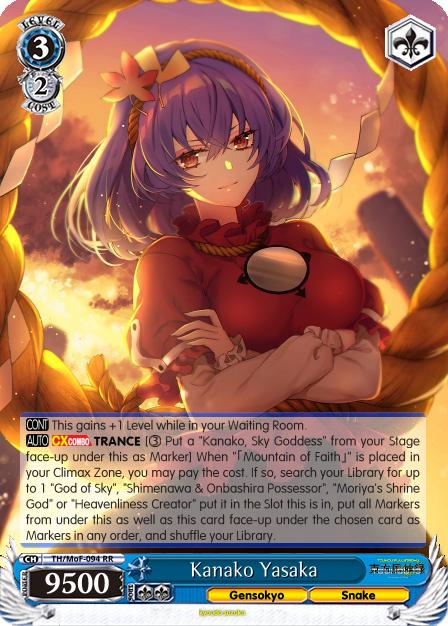 LEVEL
3
2
COST
CONT This gains +1 Level while in your Waiting Room.
AUTO CXCOMBO TRANCE [③ Put a "Kanako, Sky Goddess" from your Stage
face-up under this as Marker] When "「Mountain of Faith」" is placed
in your Climax Zone, you may pay the cost. If so, search your Library for up
to 1 "God of Sky", "Shimenawa & Onbashira Possessor", "Moriya's Shrine
God" or "Heavenliness Creator" put it in the Slot this is in, put all Markers
from under this as well as this card face-up under the chosen card as
Markers in any order, and shuffle your Library.
TH/MoF-094 RR
POWER 9500 SOUL Kanako Yasaka
Gensokyo Snake